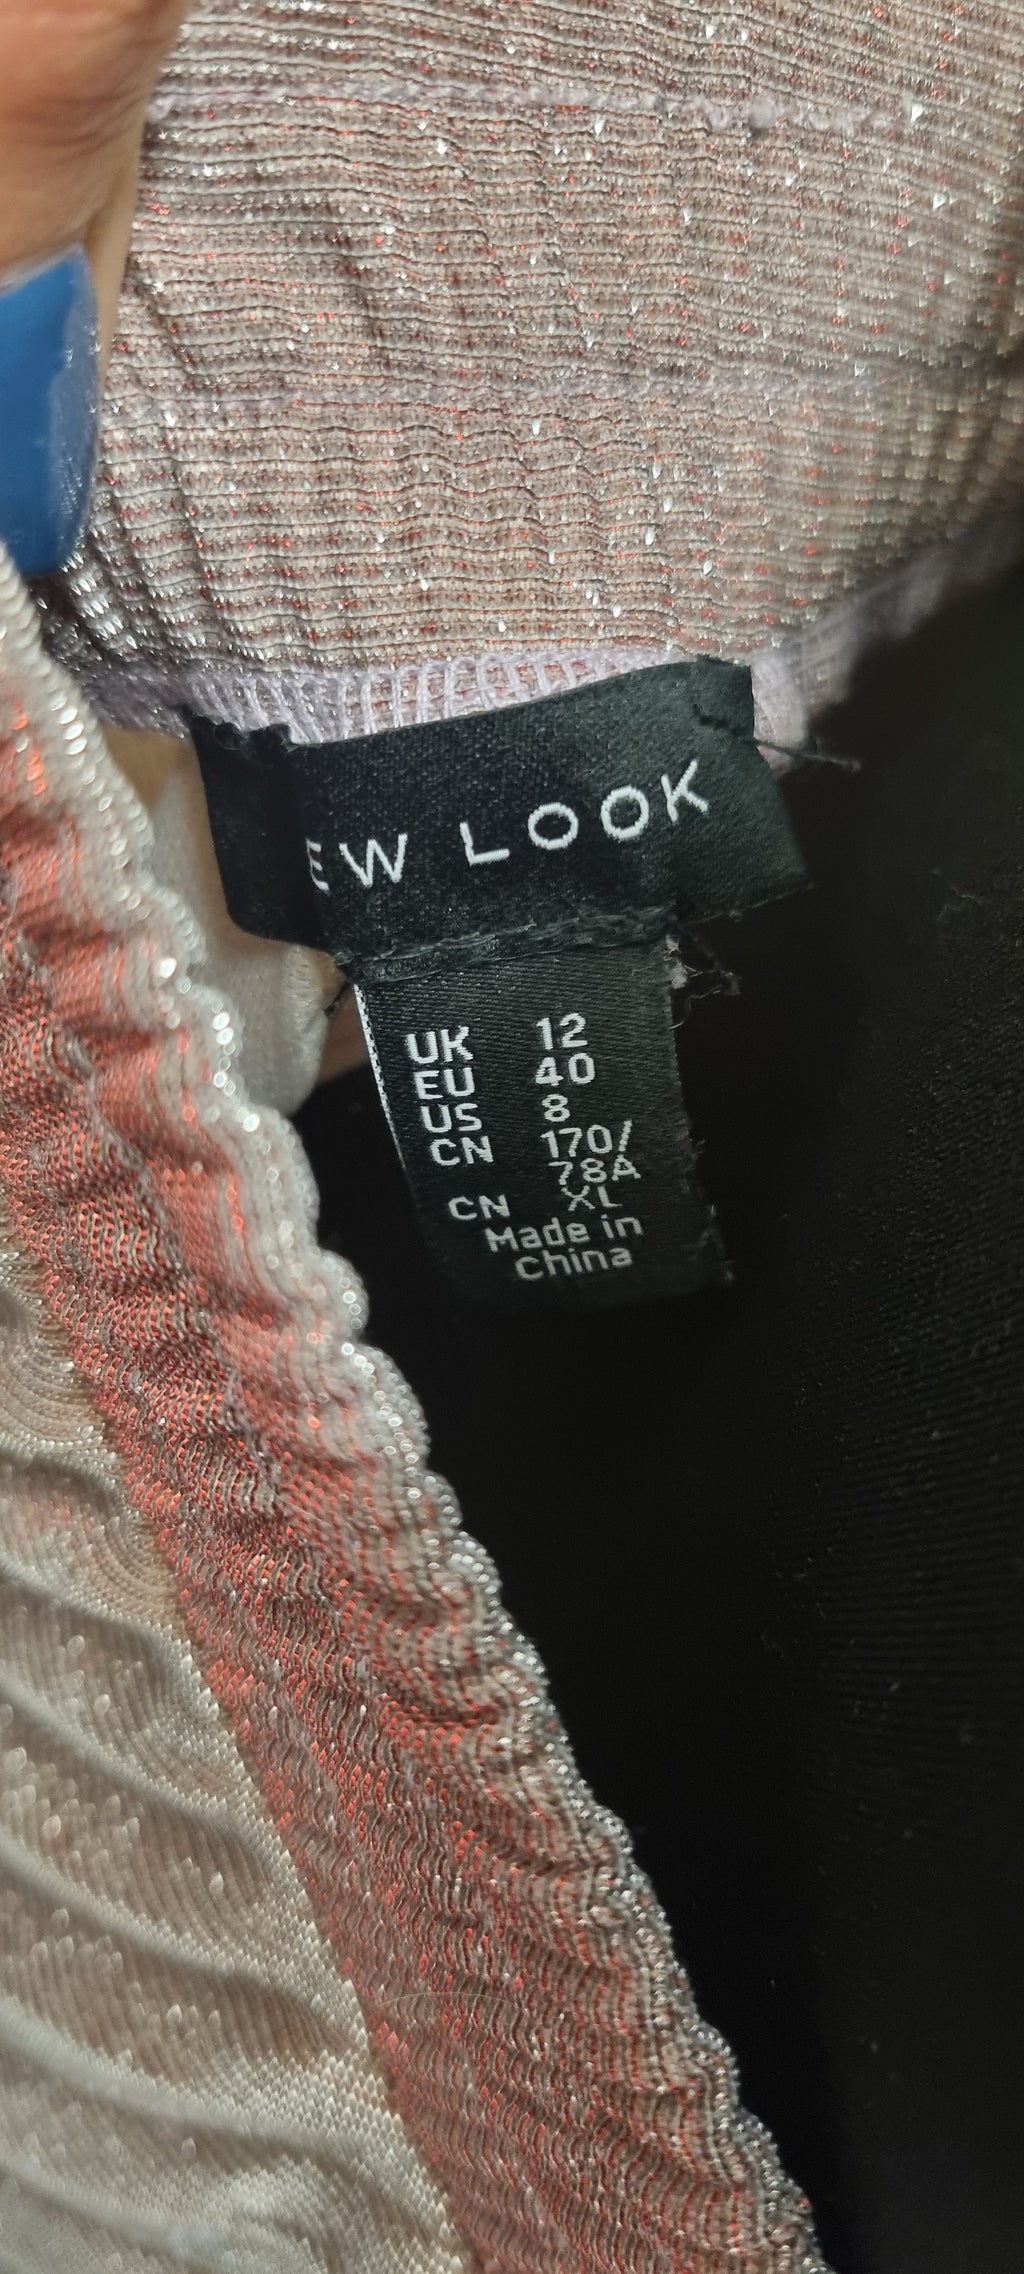 EW LOOK
UK 12
EU 40
US 8
CN 170/
78A
CN XL
Made in
China